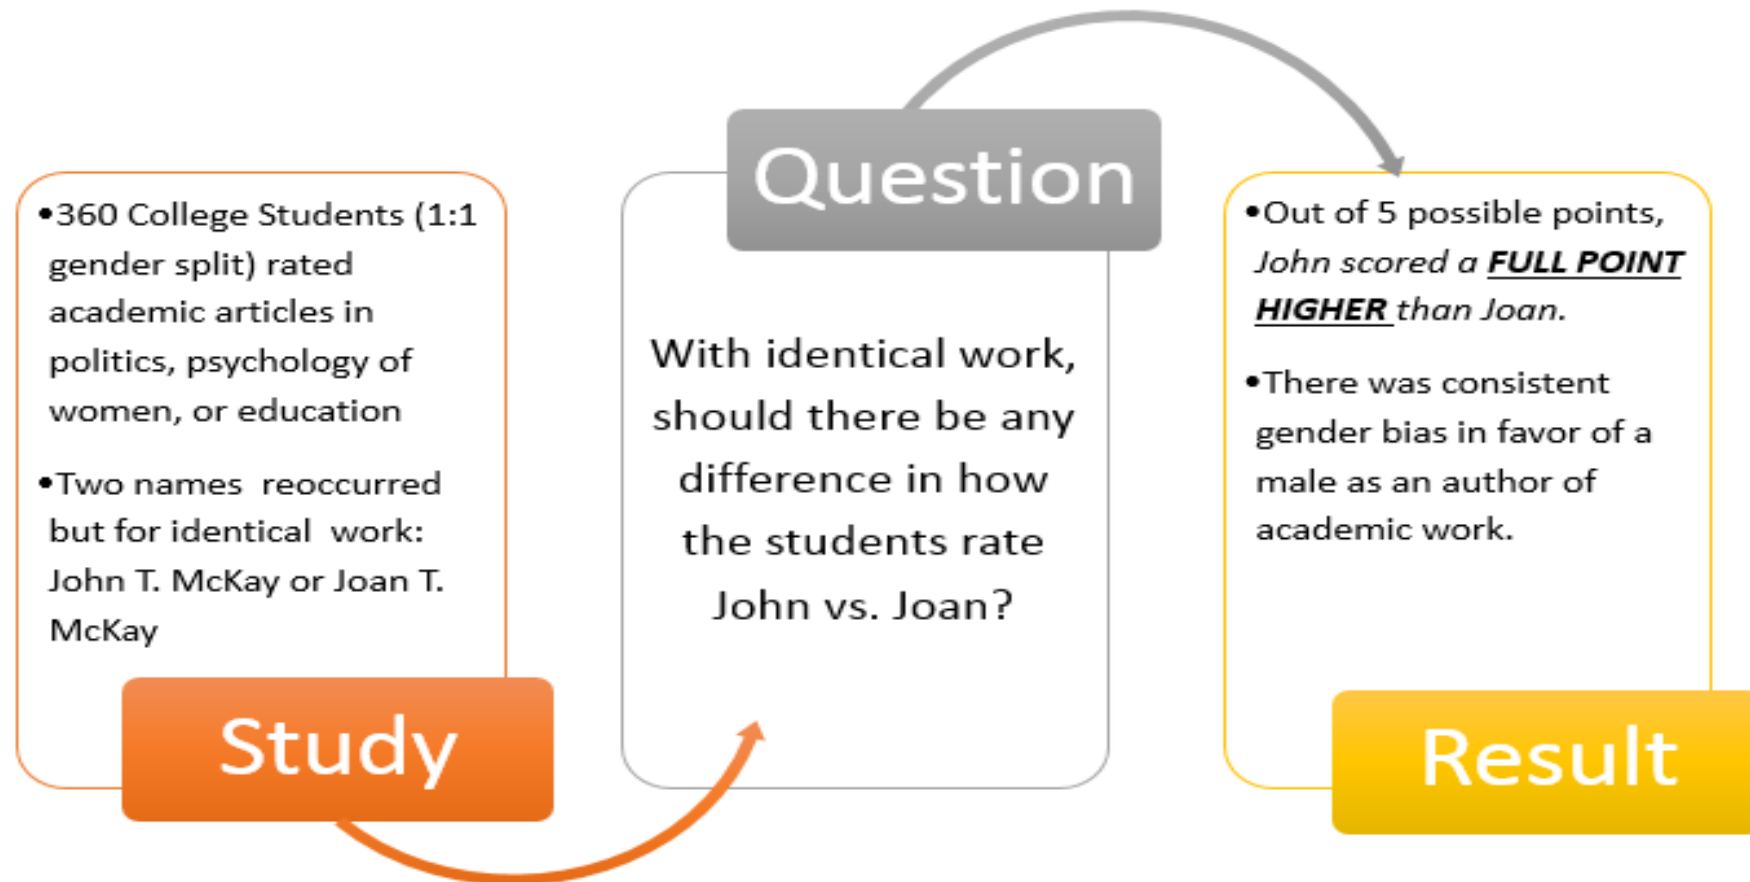 •360 College Students (1:1
gender split) rated
academic articles in
politics, psychology of
women, or education
•Two names reoccurred
but for identical work:
John T. McKay or Joan T.
McKay
Study
Question
With identical work,
should there be any
difference in how
the students rate
John vs. Joan?
•Out of 5 possible points,
John scored a FULL POINT
HIGHER than Joan.
•There was consistent
gender bias in favor of a
male as an author of
academic work.
Result